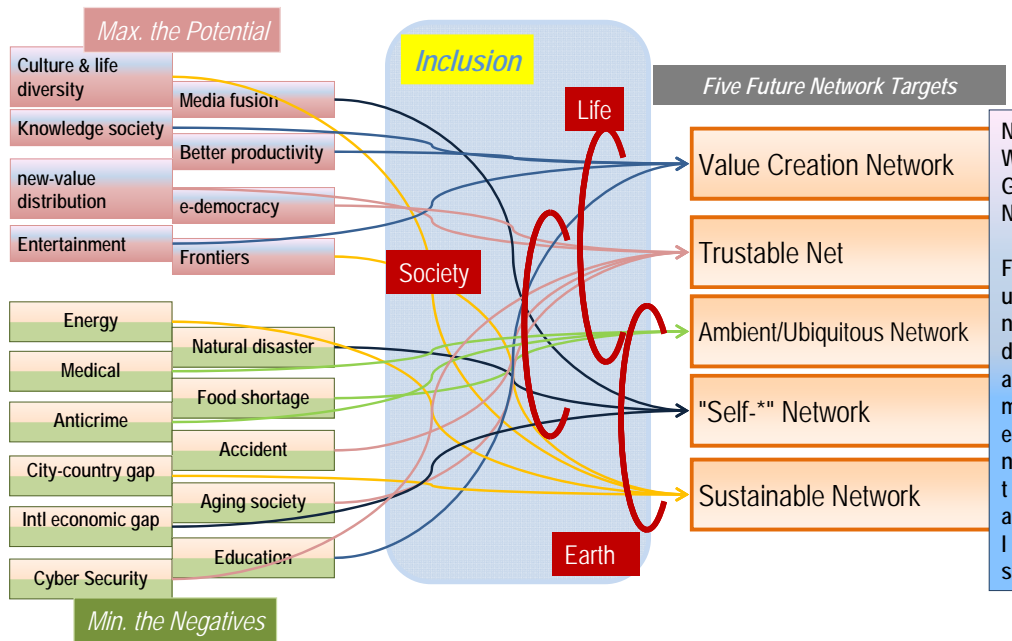 Max. the Potential
Culture & life
diversity
Media fusion
Knowledge society
Better productivity
new-value
distribution
e-democracy
Entertainment
Frontiers
Energy
Natural disaster
Medical
Food shortage
Anticrime
Accident
City-country gap
Aging society
Intl economic gap
Education
Cyber Security
Min. the Negatives
Inclusion
Life
Society
Earth
Five Future Network Targets
Value Creation Network
Trustable Net
Ambient/Ubiquitous Network
"Self-*" Network
Sustainable Network
N
W
G
N
F
u
n
d
a
m
e
n
t
a
l
s